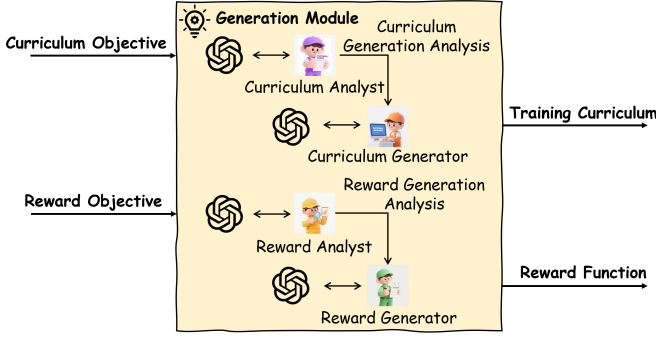 Generation Module
Curriculum Objective
Curriculum
Generation Analysis
Curriculum Analyst
Training Curriculum
Curriculum Generator
Reward Objective
Reward Generation
Analysis
Reward Analyst
Reward Function
Reward Generator